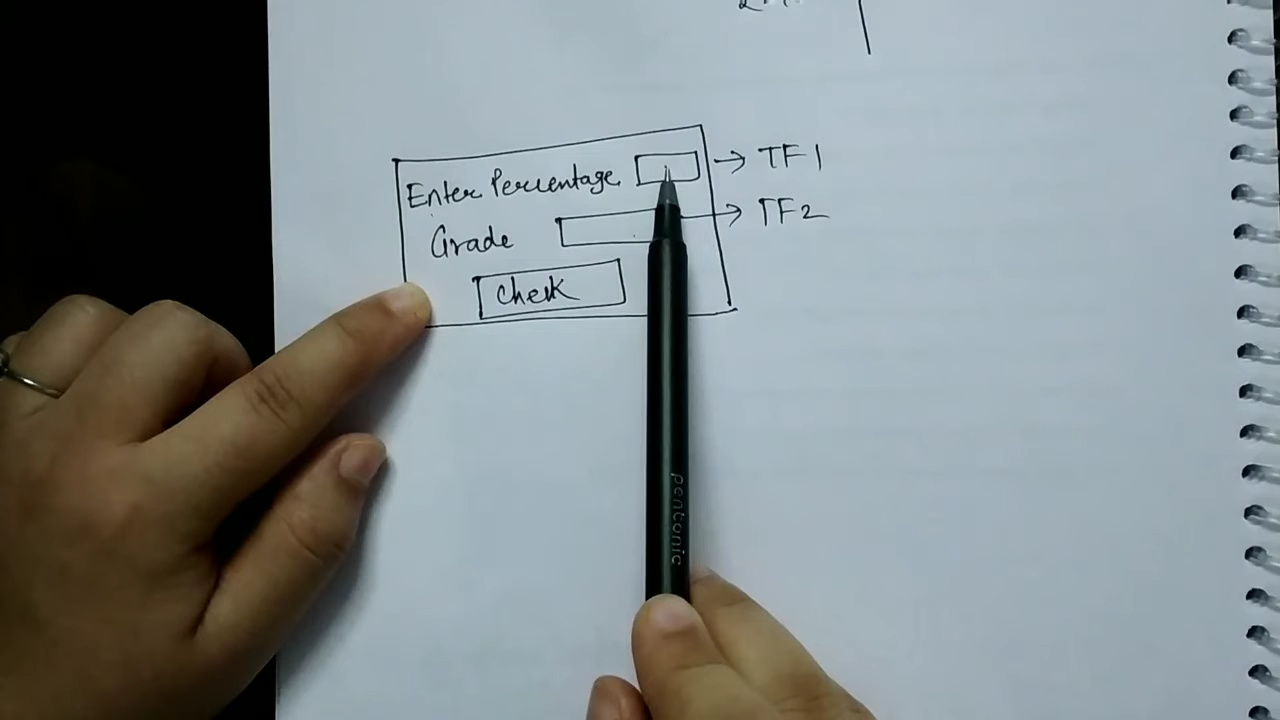 Enter Percentage → TF1
Grade → TF2
Check
pentonic